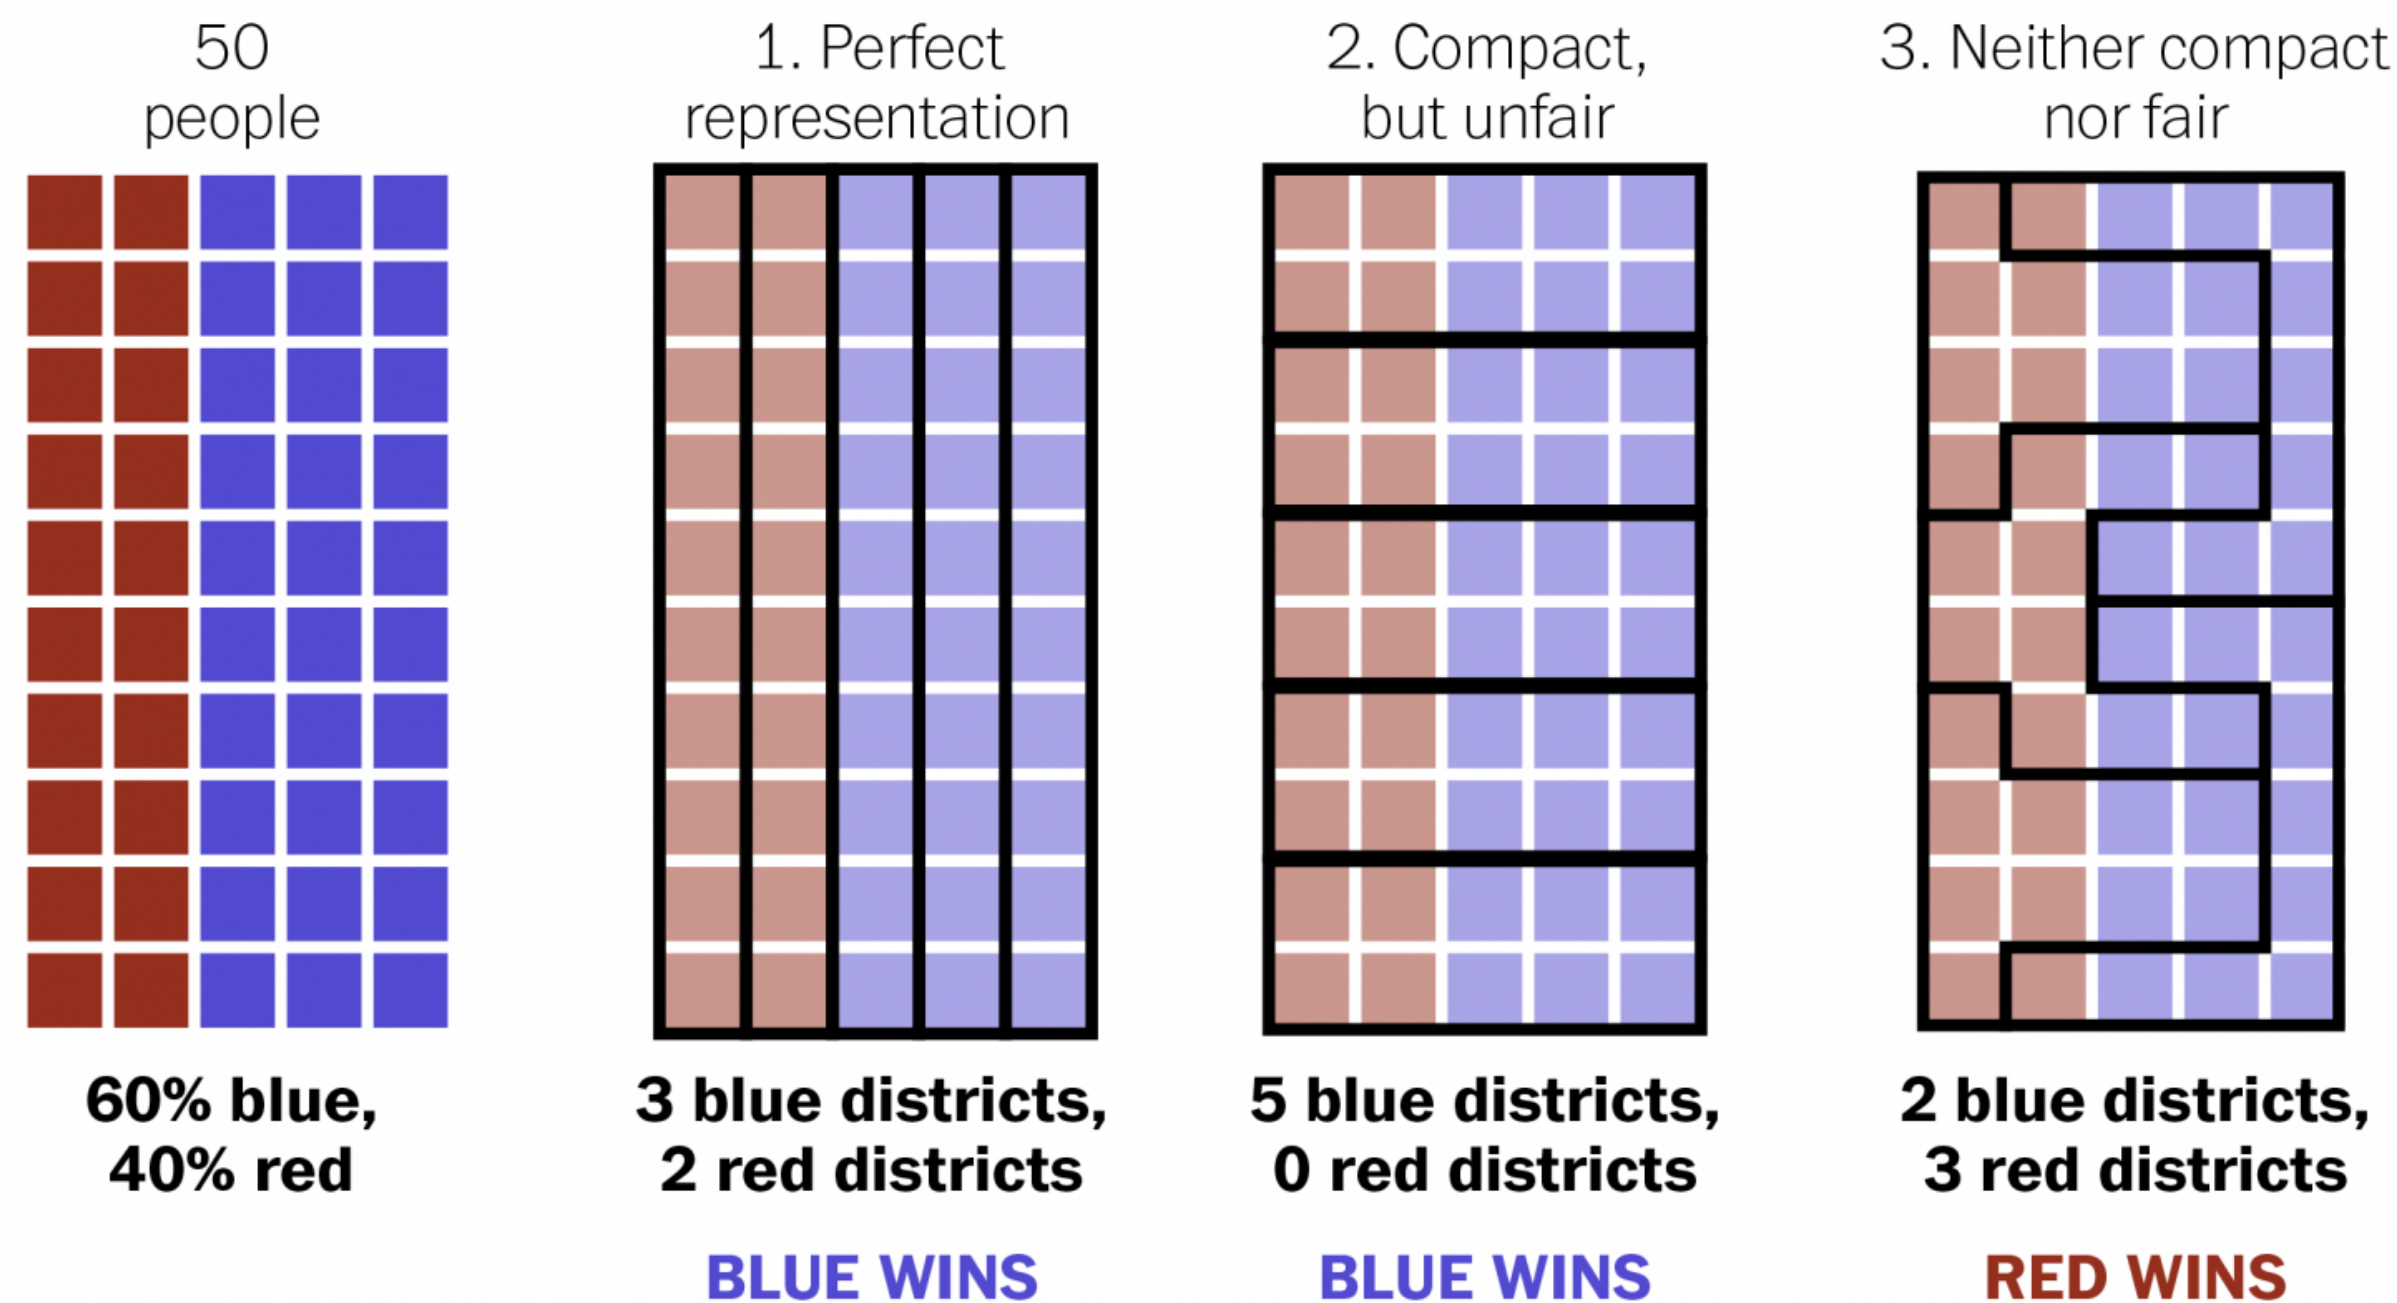 50
people
60% blue,
40% red
1. Perfect
representation
3 blue districts,
2 red districts
BLUE WINS
2. Compact,
but unfair
5 blue districts,
0 red districts
BLUE WINS
3. Neither compact
nor fair
2 blue districts,
3 red districts
RED WINS